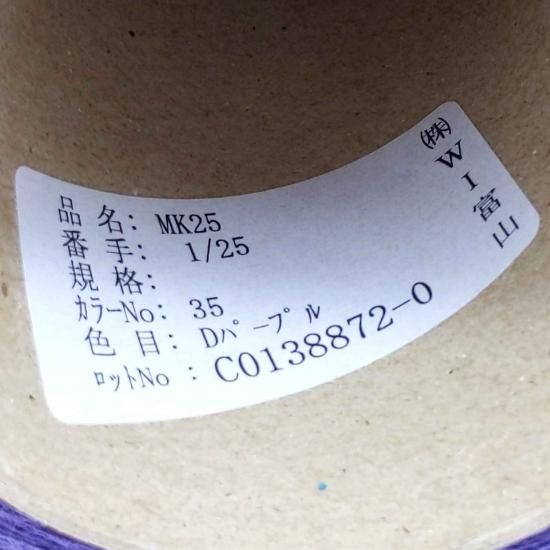 品 名: MK25
番 手: 1/25
規 格:
ｶﾗｰNo: 35
色 目: Dﾊﾟｰﾌﾟﾙ
ﾛｯﾄNo : C0138872-0
㈱WI富山